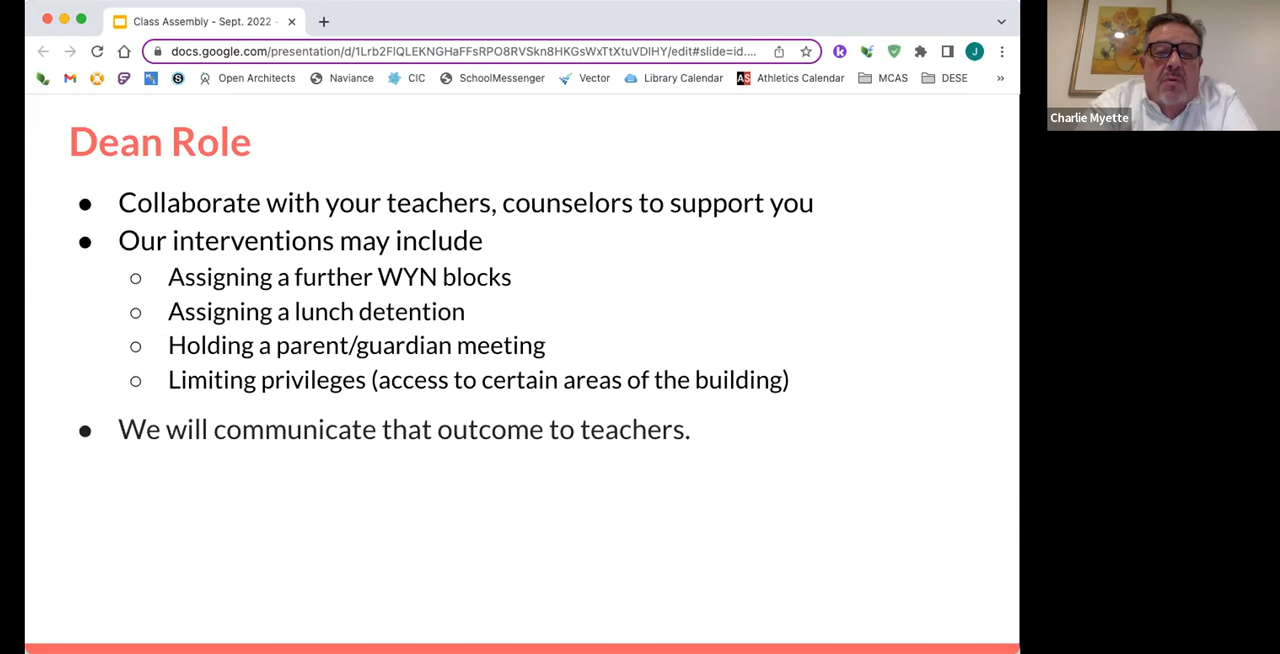 Class Assembly - Sept. 2022 -
docs.google.com/presentation/d/1Lrb2FlQLEKNGHaFFsRPO8RVSkn8HKGsWxTtXtuVDlHY/edit#slide=id....
J
Open Architects
Naviance
CIC
SchoolMessenger
Vector
Library Calendar
AS Athletics Calendar
MCAS
DESE
»
Charlie Myette
Dean Role
● Collaborate with your teachers, counselors to support you
● Our interventions may include
○ Assigning a further WYN blocks
○ Assigning a lunch detention
○ Holding a parent/guardian meeting
○ Limiting privileges (access to certain areas of the building)
● We will communicate that outcome to teachers.